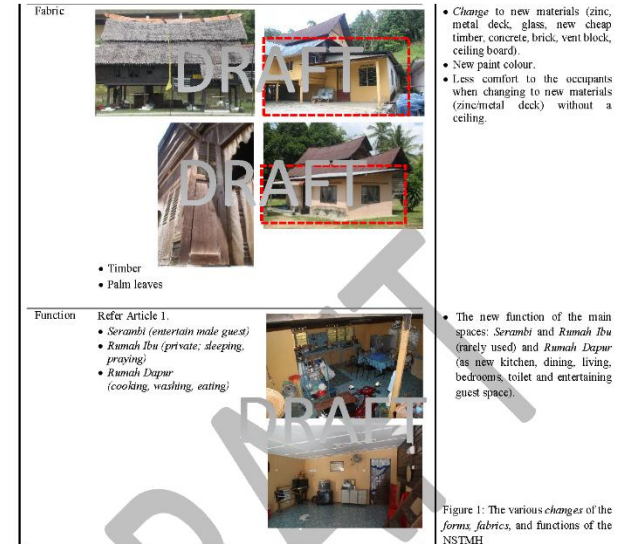 Fabric
DRAFT
DRAFT
• Timber
• Palm leaves
• Change to new materials (zinc,
metal deck, glass, new cheap
timber, concrete, brick, vent block,
ceiling board).
• New paint colour.
• Less comfort to the occupants
when changing to new materials
(zinc/metal deck) without a
ceiling.
Function
Refer Article 1.
• Serambi (entertain male guest)
• Rumah Ibu (private; sleeping,
praying)
• Rumah Dapur
(cooking, washing, eating)
DRAFT
• The new function of the main
spaces: Serambi and Rumah Ibu
(rarely used) and Rumah Dapur
(as new kitchen, dining, living,
bedrooms, toilet and entertaining
guest space).
Figure 1: The various changes of the
forms, fabrics, and functions of the
NSTMH